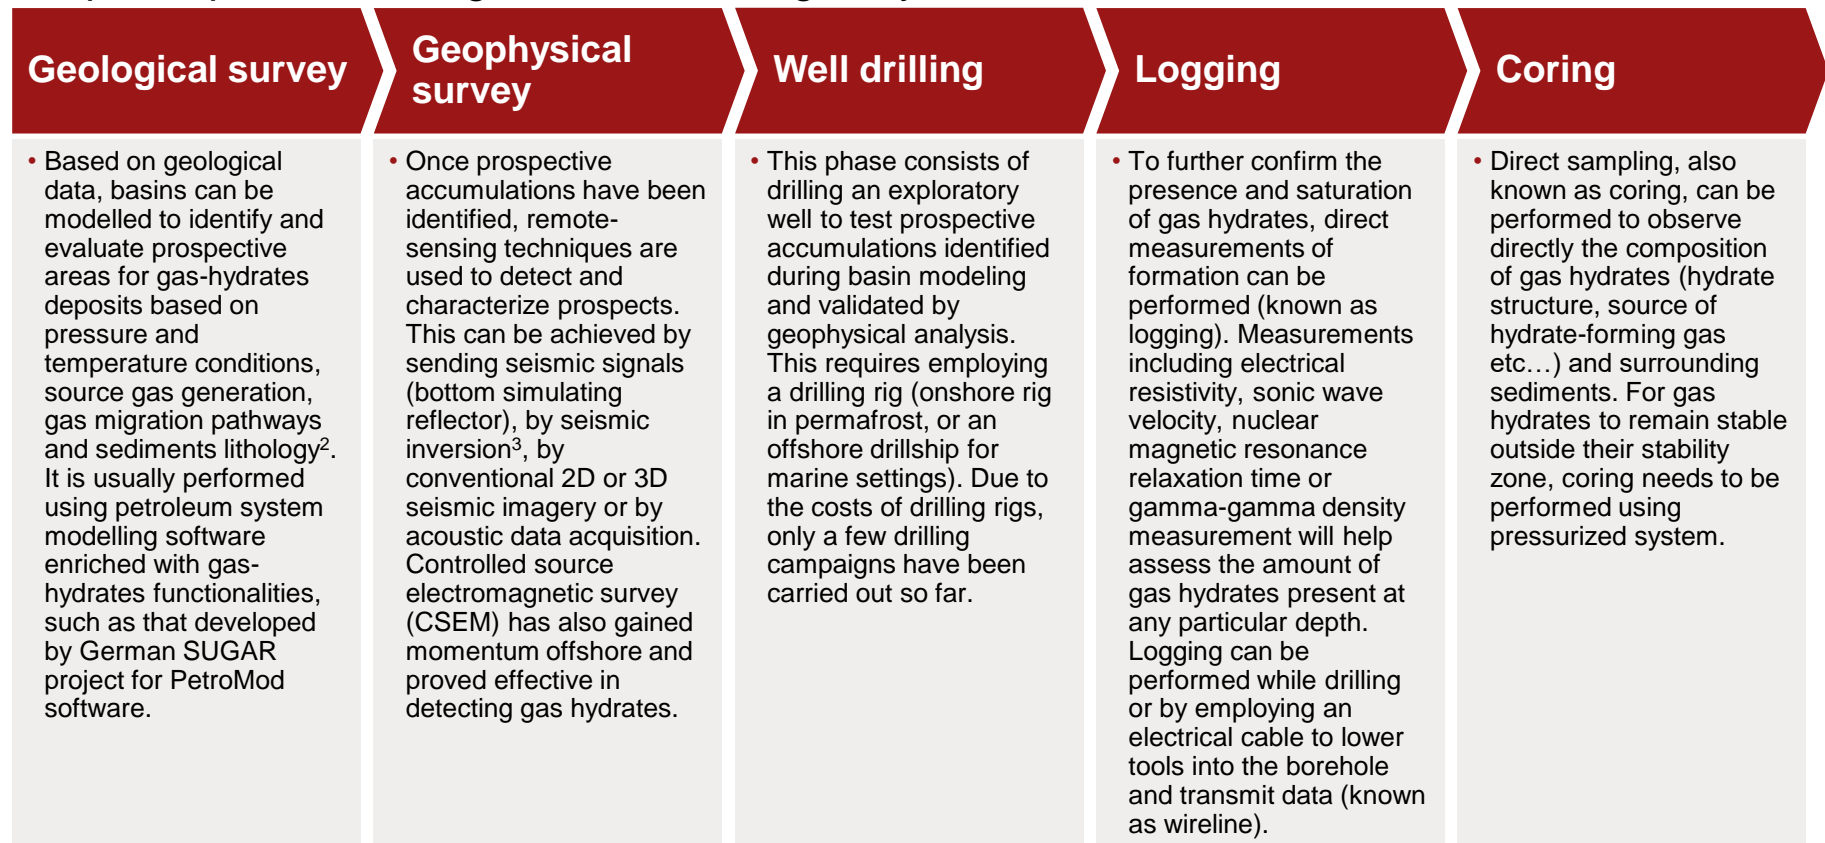 Geological survey
• Based on geological
data, basins can be
modelled to identify and
evaluate prospective
areas for gas-hydrates
deposits based on
pressure and
temperature conditions,
source gas generation,
gas migration pathways
and sediments lithology².
It is usually performed
using petroleum system
modelling software
enriched with gas-
hydrates functionalities,
such as that developed
by German SUGAR
project for PetroMod
software.
Geophysical
survey
• Once prospective
accumulations have been
identified, remote-
sensing techniques are
used to detect and
characterize prospects.
This can be achieved by
sending seismic signals
(bottom simulating
reflector), by seismic
inversion³, by
conventional 2D or 3D
seismic imagery or by
acoustic data acquisition.
Controlled source
electromagnetic survey
(CSEM) has also gained
momentum offshore and
proved effective in
detecting gas hydrates.
Well drilling
• This phase consists of
drilling an exploratory
well to test prospective
accumulations identified
during basin modeling
and validated by
geophysical analysis.
This requires employing
a drilling rig (onshore rig
in permafrost, or an
offshore drillship for
marine settings). Due to
the costs of drilling rigs,
only a few drilling
campaigns have been
carried out so far.
Logging
• To further confirm the
presence and saturation
of gas hydrates, direct
measurements of
formation can be
performed (known as
logging). Measurements
including electrical
resistivity, sonic wave
velocity, nuclear
magnetic resonance
relaxation time or
gamma-gamma density
measurement will help
assess the amount of
gas hydrates present at
any particular depth.
Logging can be
performed while drilling
or by employing an
electrical cable to lower
tools into the borehole
and transmit data (known
as wireline).
Coring
• Direct sampling, also
known as coring, can be
performed to observe
directly the composition
of gas hydrates (hydrate
structure, source of
hydrate-forming gas
etc…) and surrounding
sediments. For gas
hydrates to remain stable
outside their stability
zone, coring needs to be
performed using
pressurized system.